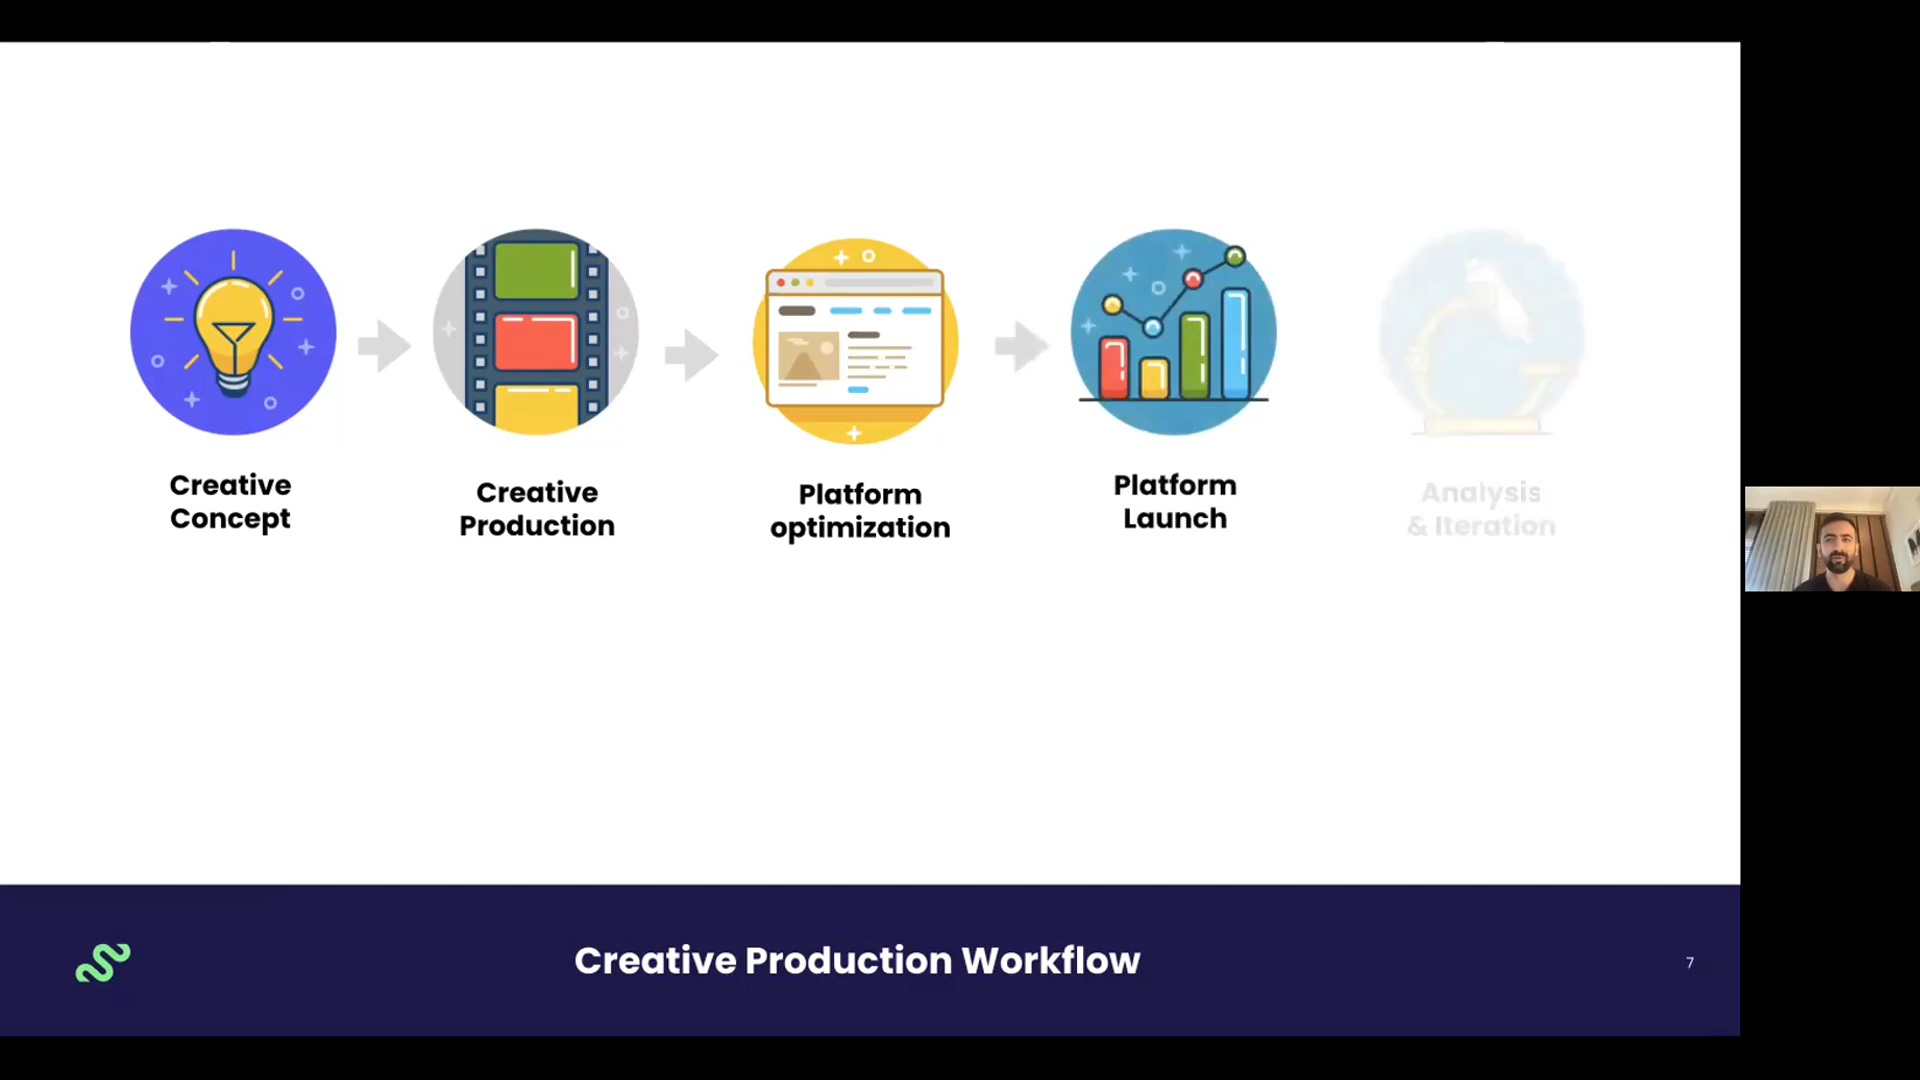 Creative
Concept
Creative
Production
Platform
optimization
Platform
Launch
Analysis
& Iteration
Creative Production Workflow
7